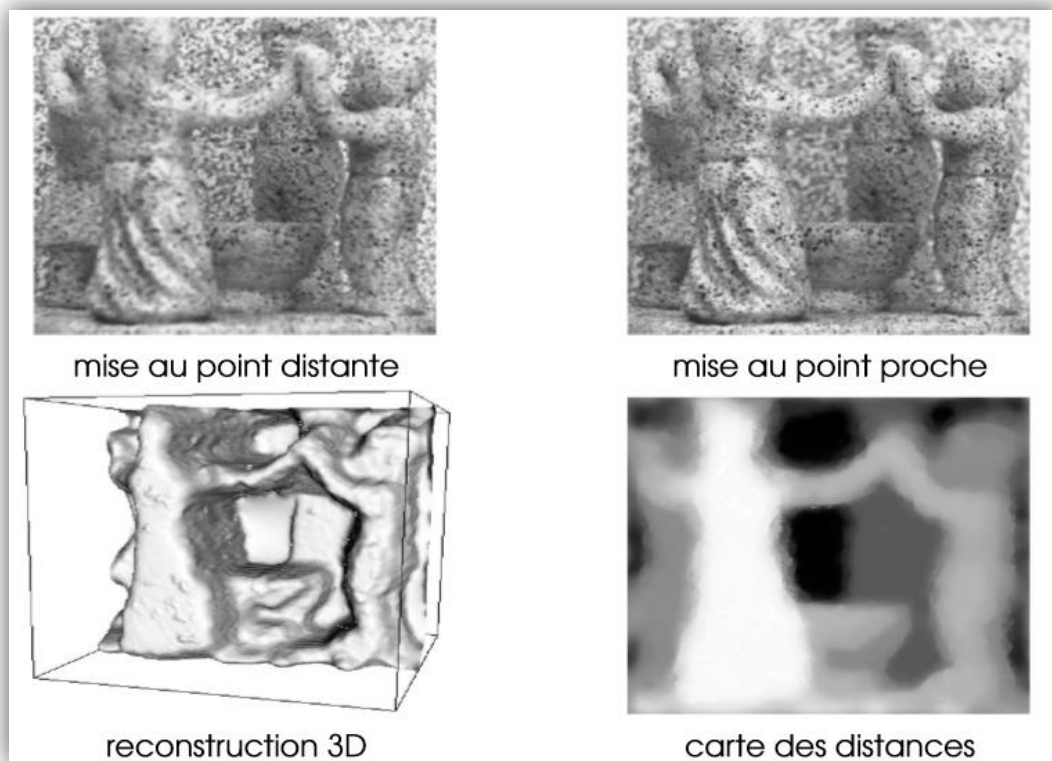 mise au point distante
mise au point proche
reconstruction 3D
carte des distances